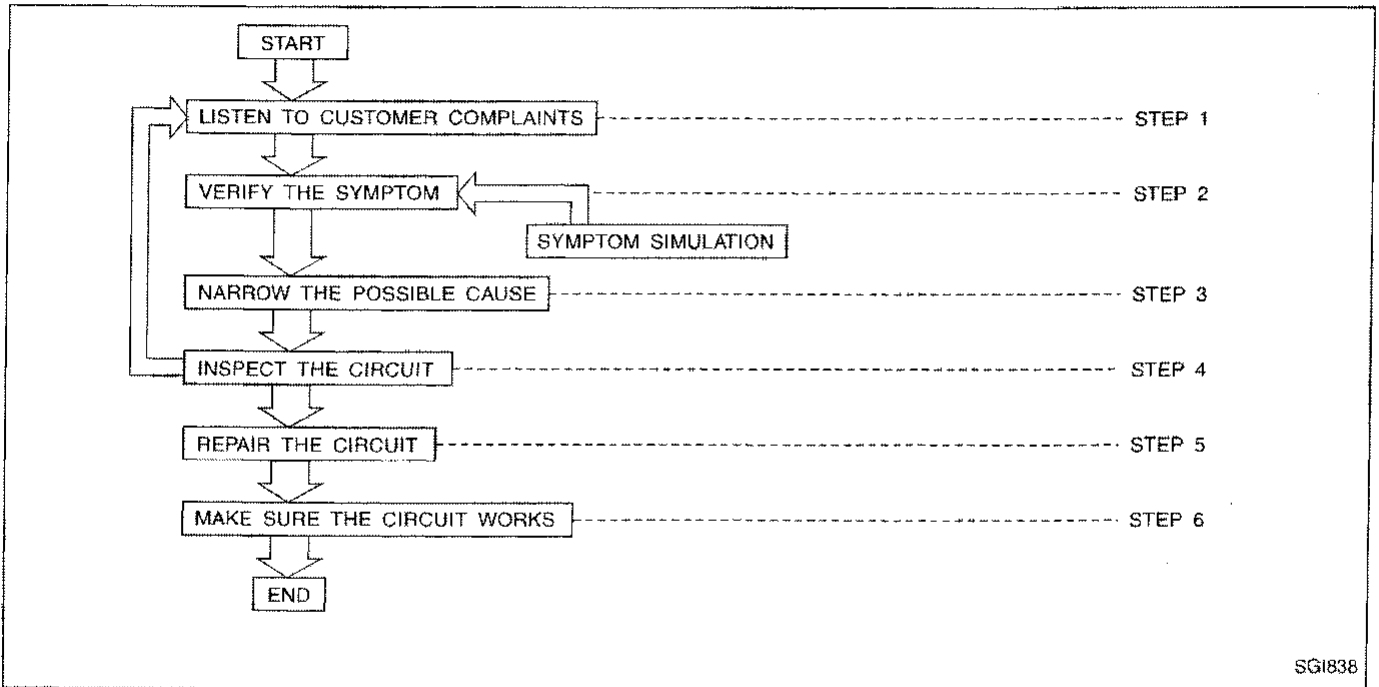 START
LISTEN TO CUSTOMER COMPLAINTS STEP 1
VERIFY THE SYMPTOM STEP 2
SYMPTOM SIMULATION
NARROW THE POSSIBLE CAUSE STEP 3
INSPECT THE CIRCUIT STEP 4
REPAIR THE CIRCUIT STEP 5
MAKE SURE THE CIRCUIT WORKS STEP 6
END
SGI838